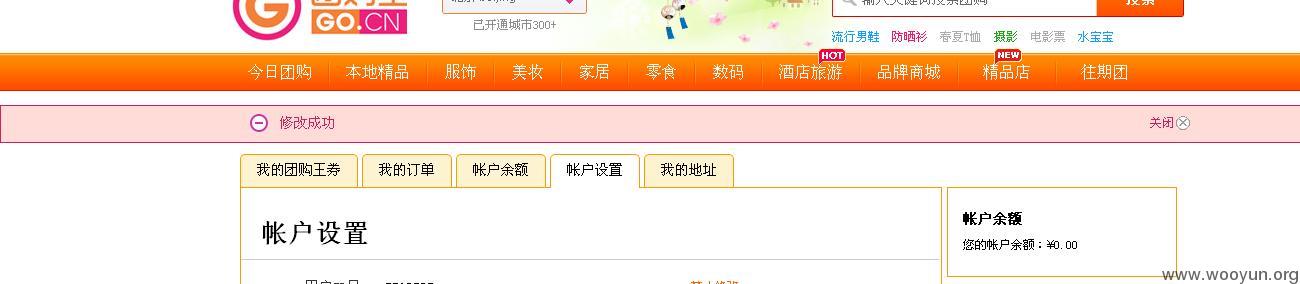 GO.CN
已开通城市300+
流行男鞋 防晒衫 春夏T恤 摄影 电影票 水宝宝
HOT NEW
今日团购 本地精品 服饰 美妆 家居 零食 数码 酒店旅游 品牌商城 精品店 往期团
修改成功 关闭
我的团购王券 我的订单 帐户余额 帐户设置 我的地址
帐户设置
帐户余额
您的帐户余额：¥0.00
www.wooyun.org